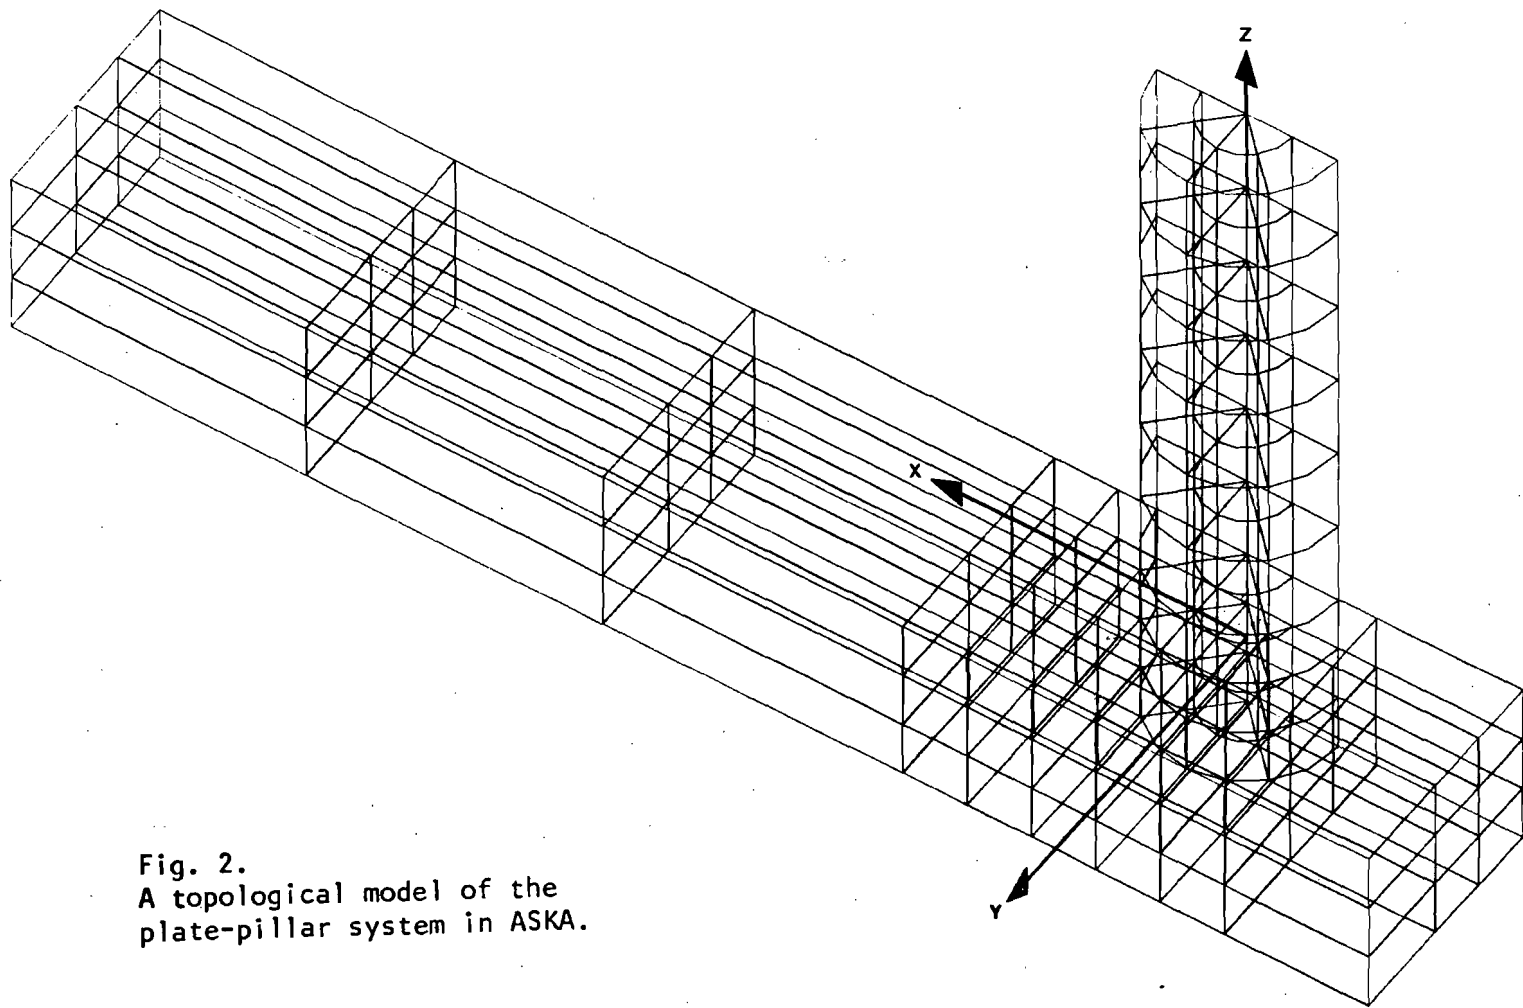 Z
X
Y
Fig. 2.
A topological model of the
plate-pillar system in ASKA.